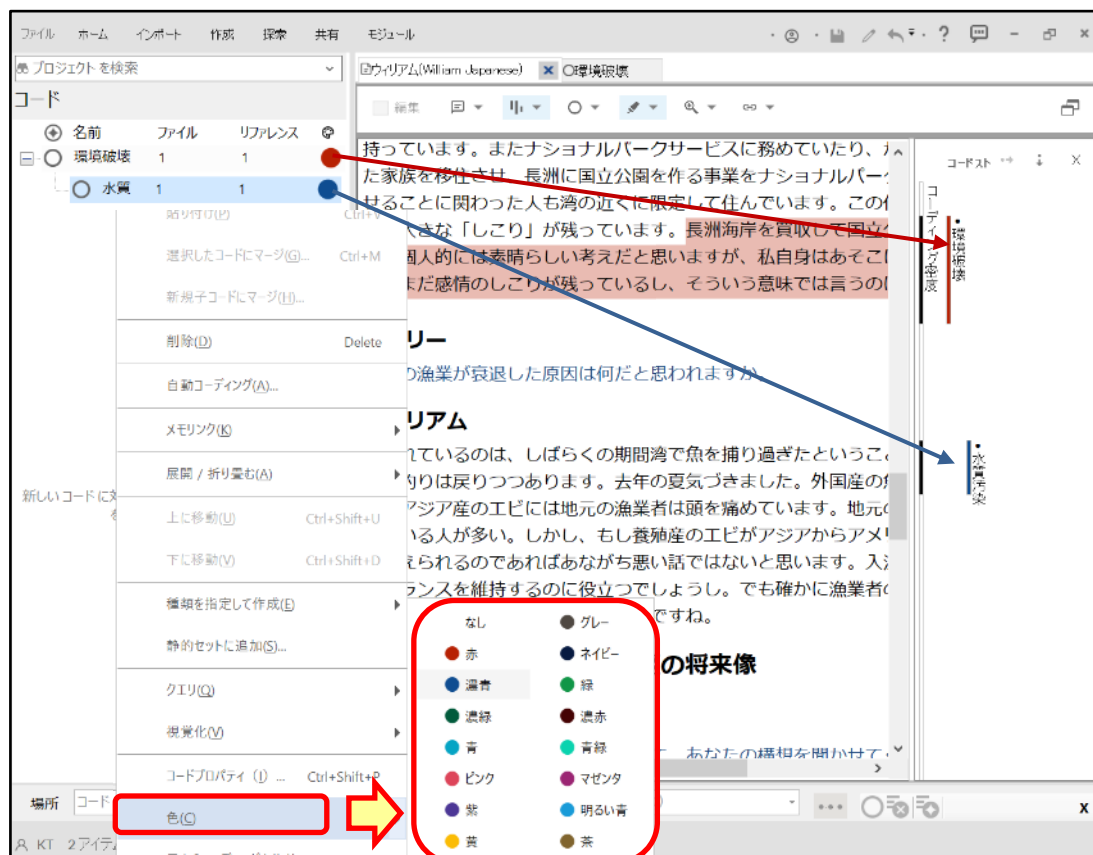 ファイル ホーム インポート 作成 探索 共有 モジュール
プロジェクトを検索
ウィリアム(William Japanese) 環境破壊
コード
編集
名前 ファイル リファレンス
環境破壊 1 1
水質 1 1
持っています。またナショナルパークサービスに務めていたり、
た家族を移住させ、長洲に国立公園を作る事業をナショナルパーク
せることに関わった人も湾の近くに限定して住んでいます。この
くきな「しこり」が残っています。長洲海岸を買収して国立
個人的には素晴らしい考えだと思いますが、私自身はあそこ
まだ感情のしこりが残っているし、そういう意味では言うの
リー
の漁業が衰退した原因は何だと思われますか。
リアム
れているのは、しばらくの期間湾で魚を捕り過ぎたというこ
釣りは戻りつつあります。去年の夏気づきました。外国産の
アジア産のエビには地元の漁業者は頭を痛めています。地元
いる人が多い。しかし、もし養殖産のエビがアジアからアメリ
えられるのであればあながち悪い話ではないと思います。入
ランスを維持するのに役立つでしょうし。でも確かに漁業者
ですね。
の将来像
、あなたの構想を聞かせて
コードスト
コーディング密度
環境破壊
水質汚染
貼り付け(P) Ctrl+V
選択したコードにマージ(G)... Ctrl+M
新規子コードにマージ(H)...
削除(D) Delete
自動コーディング(A)...
メモリンク(K)
展開 / 折り畳む(A)
上に移動(U) Ctrl+Shift+U
下に移動(V) Ctrl+Shift+D
種類を指定して作成(E)
静的セットに追加(S)...
クエリ(Q)
視覚化(V)
コードプロパティ (I) ... Ctrl+Shift+P
色(C)
新しいコードに
なし グレー
赤 ネイビー
濃青 緑
濃緑 濃赤
青 青緑
ピンク マゼンタ
紫 明るい青
黄 茶
場所 コード
X
KT 2アイテ